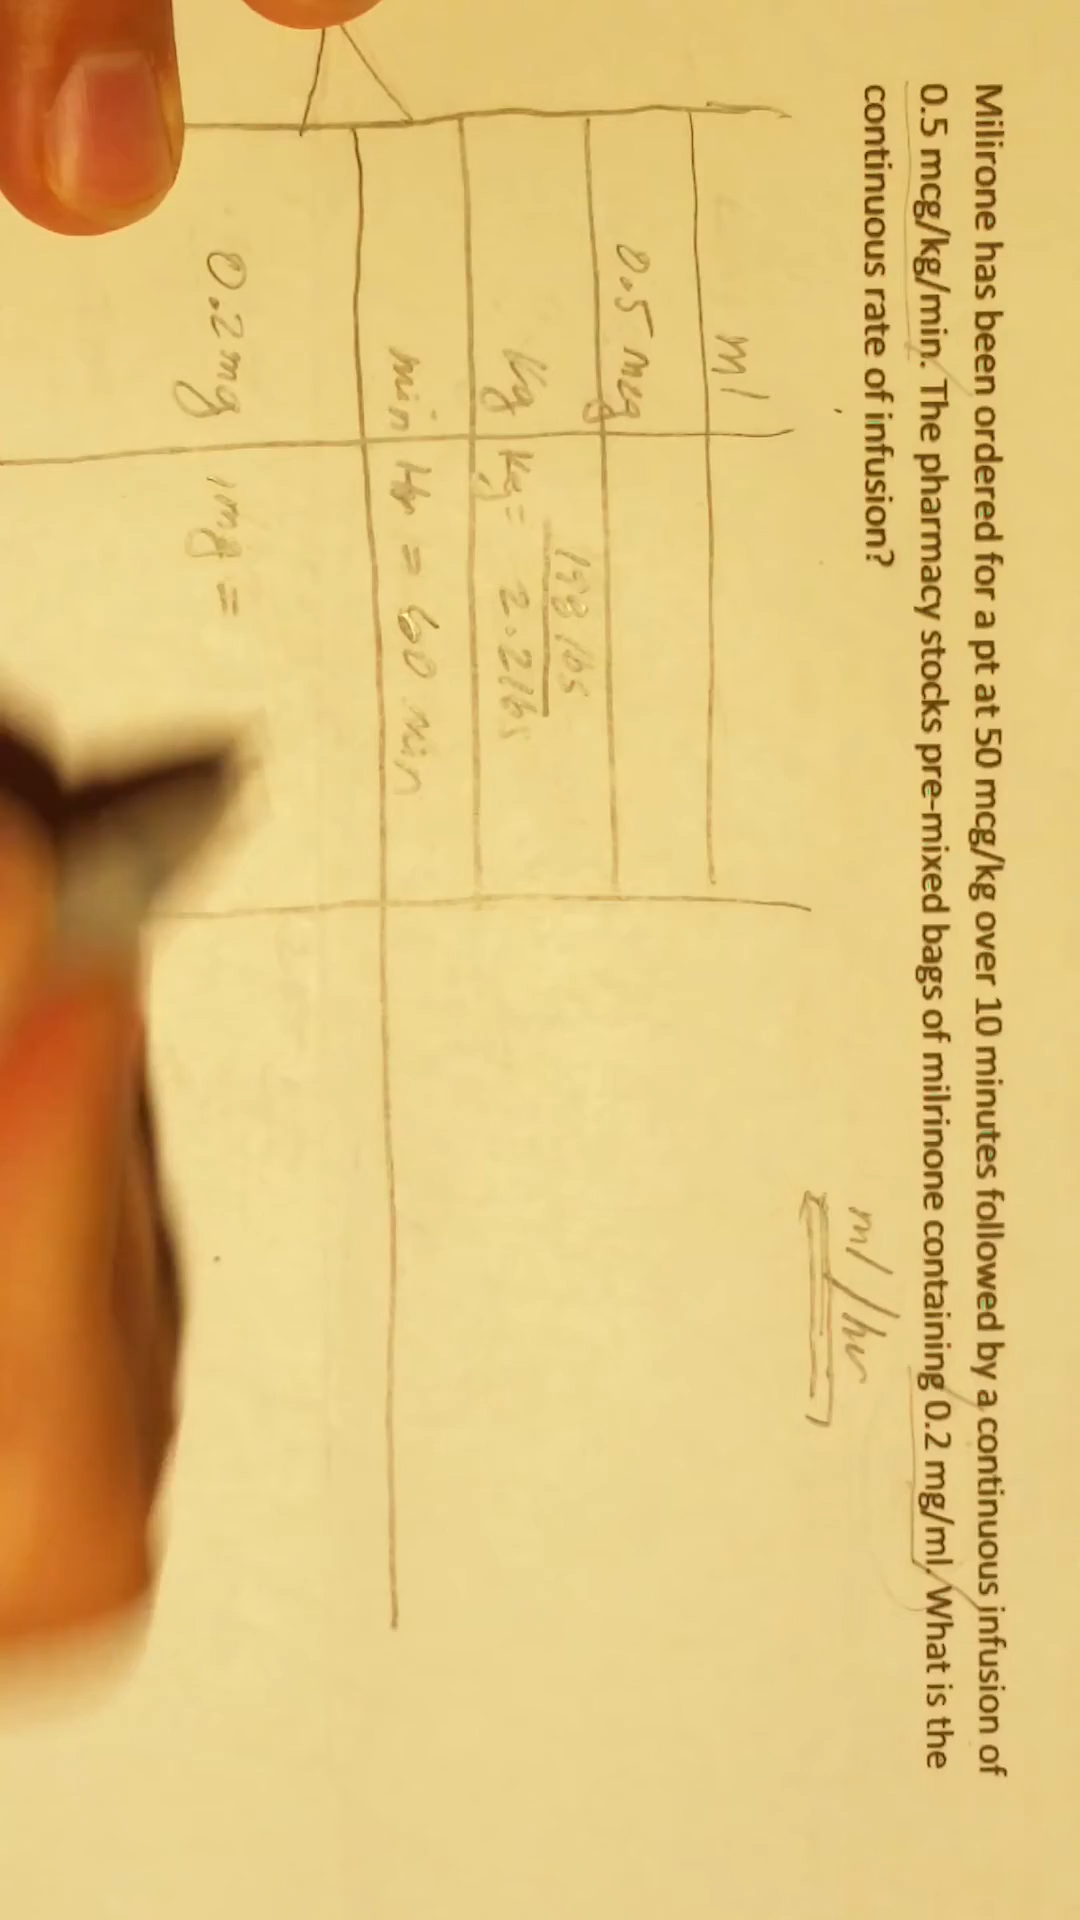 Milirone has been ordered for a pt at 50 mcg/kg over 10 minutes followed by a continuous infusion of
0.5 mcg/kg/min. The pharmacy stocks pre-mixed bags of milrinone containing 0.2 mg/ml. What is the
continuous rate of infusion?
ml/hr
ml
0.5 mcg
198 lbs
kg kg = 2.2 lbs
min Hr = 60 min
0.2 mg 1mg =